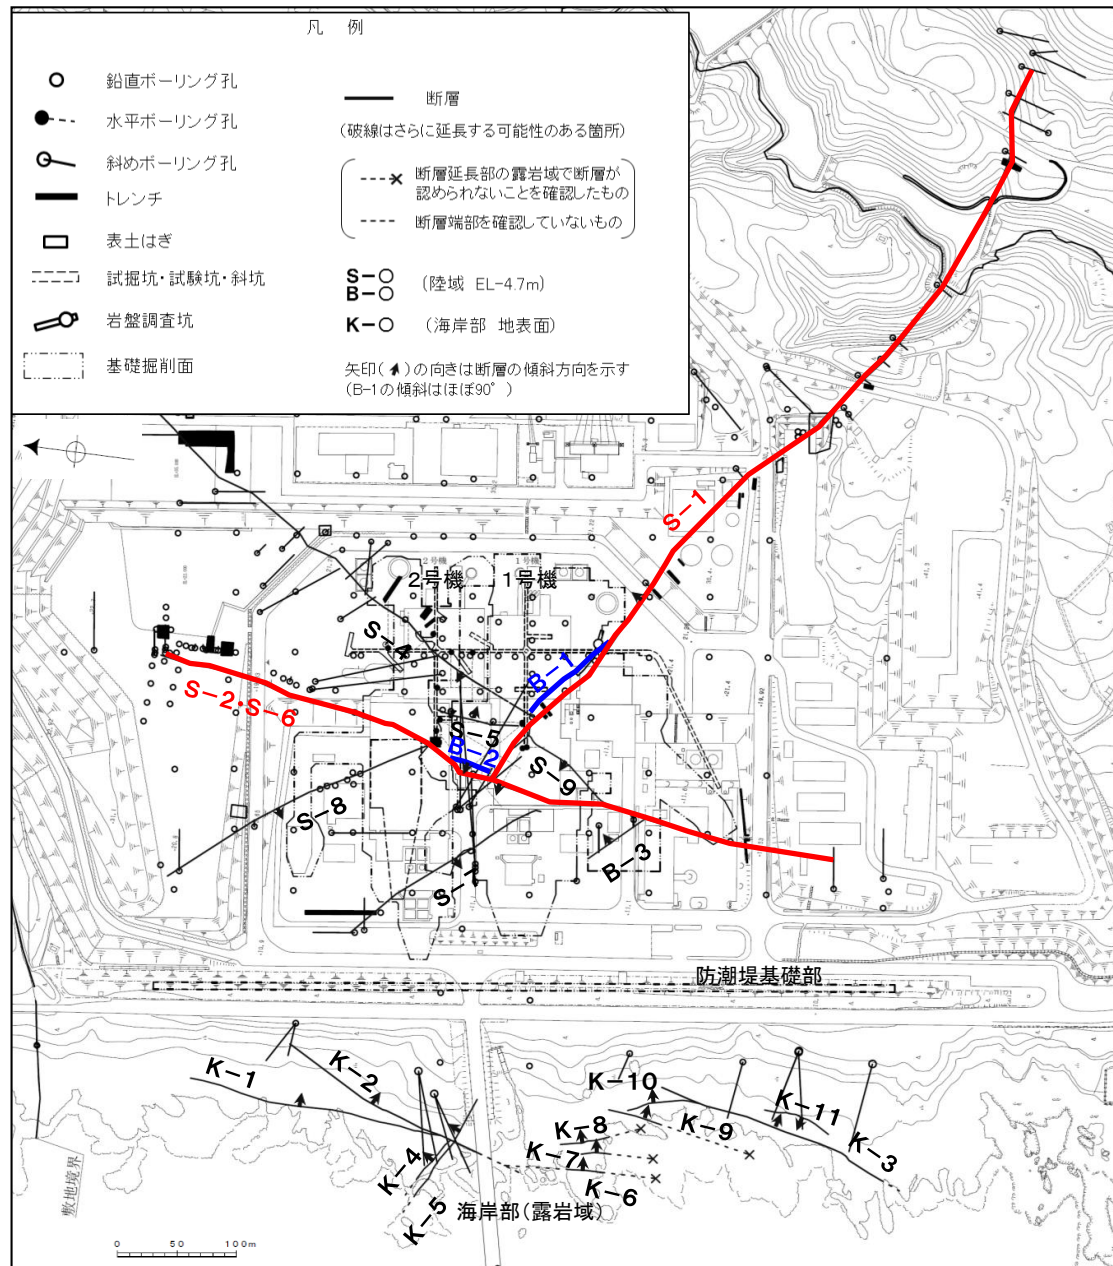 凡 例
鉛直ボーリング孔
水平ボーリング孔
斜めボーリング孔
トレンチ
表土はぎ
試掘坑・試験坑・斜坑
岩盤調査坑
基礎掘削面
断層
(破線はさらに延長する可能性のある箇所)
断層延長部の露岩域で断層が
認められないことを確認したもの
断層端部を確認していないもの
S-○
B-○
(陸域 EL-4.7m)
K-○
(海岸部 地表面)
矢印( )の向きは断層の傾斜方向を示す
(B-1の傾斜はほぼ90°)
S-1
2号機
1号機
2号機
1号機
S-4
B-1
S-2・S-6
S-5
B-2
S-9
S-8
B-3
S-
防潮堤基礎部
K-1
K-2
K-10
K-11
K-8
K-9
K-3
K-4
K-7
K-6
K-5
海岸部(露岩域)
敷地境界
0 50 100m